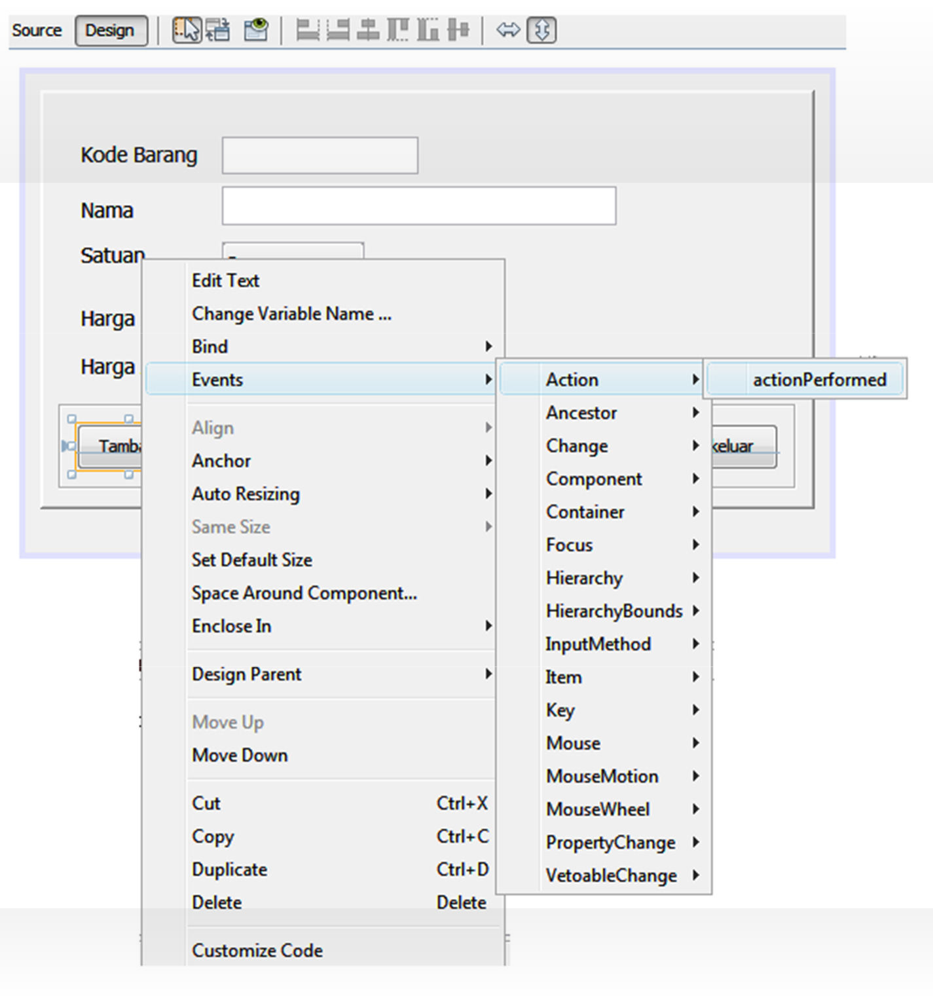 Source Design
Kode Barang
Nama
Satuan
Edit Text
Change Variable Name ...
Harga
Bind
Harga
Events
Action
actionPerformed
Ancestor
Align
Change
keluar
Anchor
Component
Auto Resizing
Container
Same Size
Focus
Set Default Size
Hierarchy
Space Around Component...
HierarchyBounds
Enclose In
InputMethod
Design Parent
Item
Move Up
Key
Move Down
Mouse
MouseMotion
Cut Ctrl+X
MouseWheel
Copy Ctrl+C
PropertyChange
Duplicate Ctrl+D
VetoableChange
Delete Delete
Customize Code